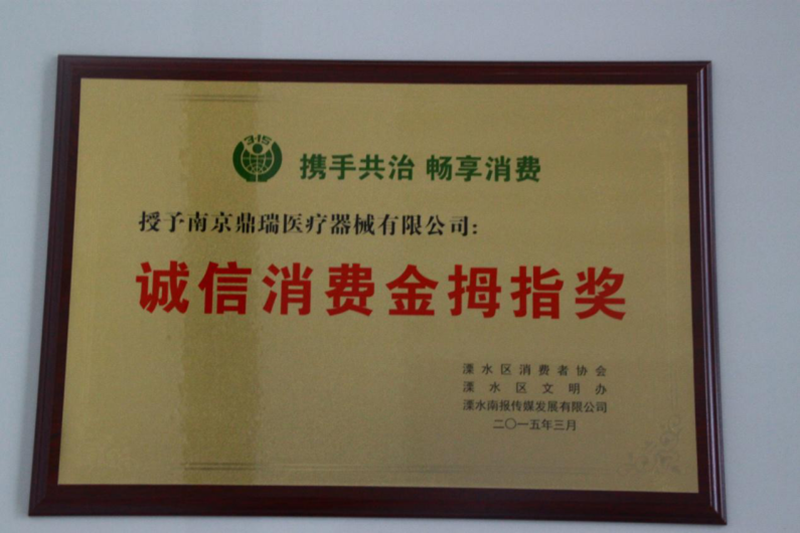 3·15
携手共治 畅享消费
授予南京鼎瑞医疗器械有限公司:
诚信消费金拇指奖
溧水区消费者协会
溧水区文明办
溧水南报传媒发展有限公司
二〇一五年三月